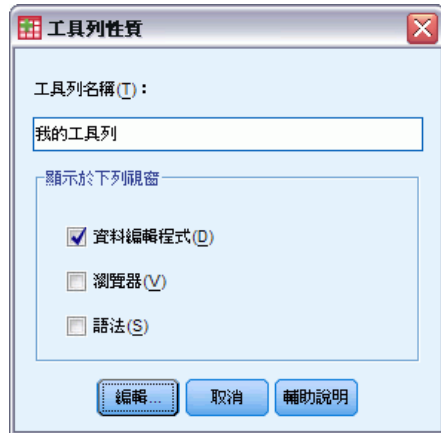 工具列性質
工具列名稱(T)：
我的工具列
顯示於下列視窗
資料編輯程式(D)
瀏覽器(V)
語法(S)
編輯... 取消 輔助說明